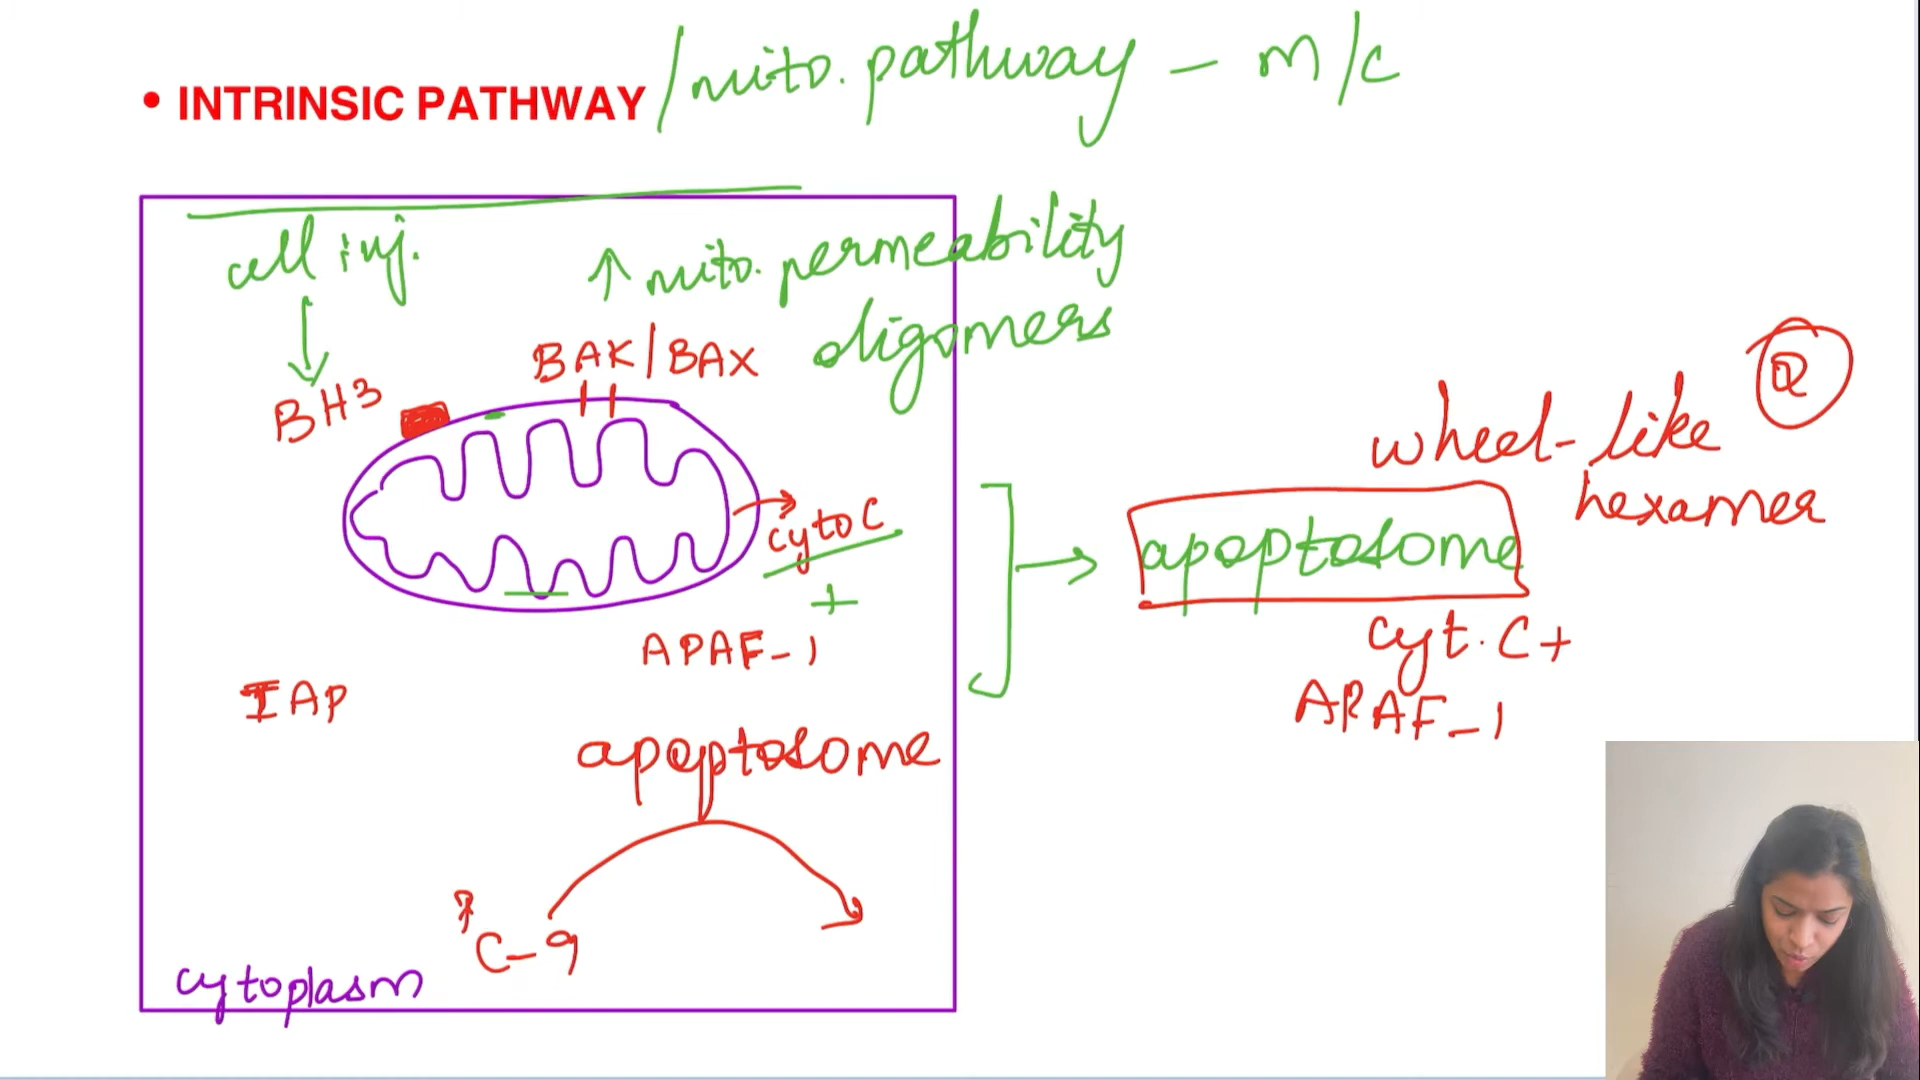 • INTRINSIC PATHWAY / mito. pathway – m/c
cell inj.
↑ mito. permeability
oligomers
BH3
BAK/BAX
cyto C
+
APAF-1
IAP
apoptosome
C-9
cytoplasm
→ apoptosome
wheel-like
hexamer
Q
cyt. C +
APAF-1